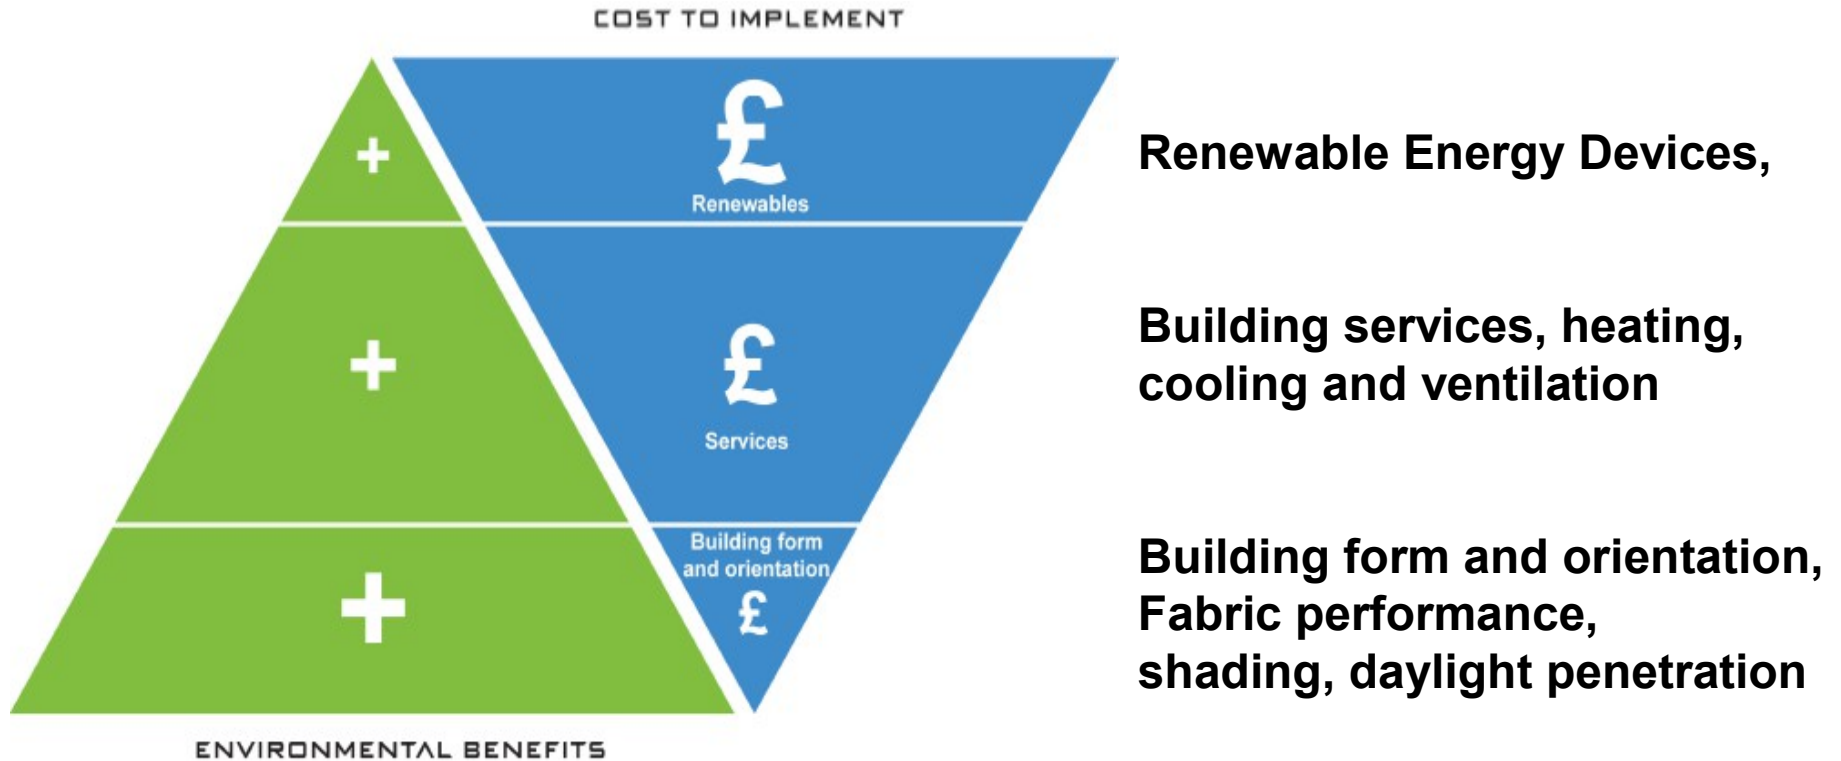 COST TO IMPLEMENT
+
£
Renewables
Renewable Energy Devices,
+
£
Services
Building services, heating,
cooling and ventilation
+
Building form
and orientation
£
Building form and orientation,
Fabric performance,
shading, daylight penetration
ENVIRONMENTAL BENEFITS